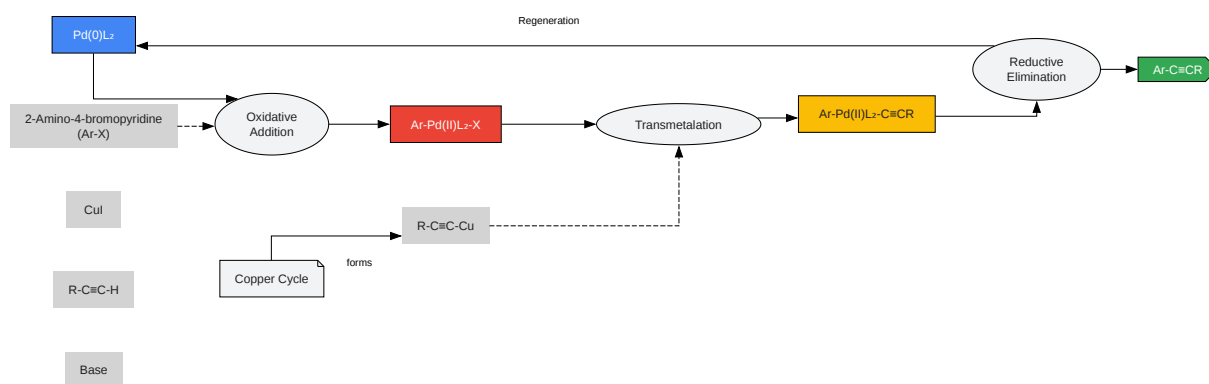 Regeneration
Pd(0)L₂
Reductive
Elimination
Ar-C≡CR
2-Amino-4-bromopyridine
(Ar-X)
Oxidative
Addition
Ar-Pd(II)L₂-X
Transmetalation
Ar-Pd(II)L₂-C≡CR
CuI
R-C≡C-Cu
Copper Cycle
forms
R-C≡C-H
Base